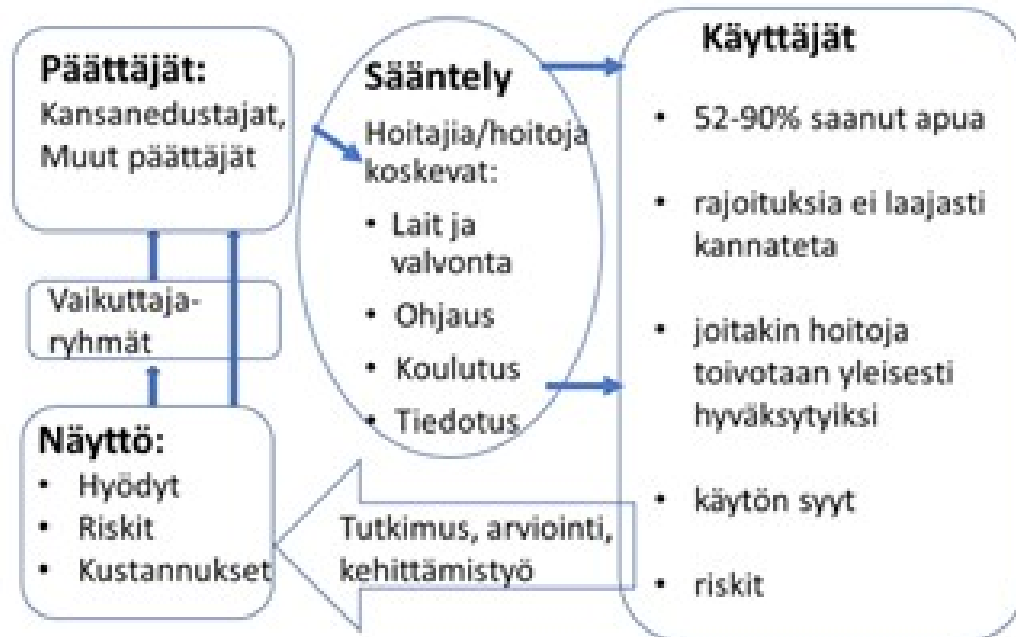 Päättäjät:
Kansanedustajat,
Muut päättäjät
Vaikuttaja-
ryhmät
Näyttö:
• Hyödyt
• Riskit
• Kustannukset
Sääntely
Hoitajia/hoitoja
koskevat:
• Lait ja
valvonta
• Ohjaus
• Koulutus
• Tiedotus
Tutkimus, arviointi,
kehittämistyö
Käyttäjät
• 52-90% saanut apua
• rajoituksia ei laajasti
kannateta
• joitakin hoitoja
toivotaan yleisesti
hyväksytyiksi
• käytön syyt
• riskit